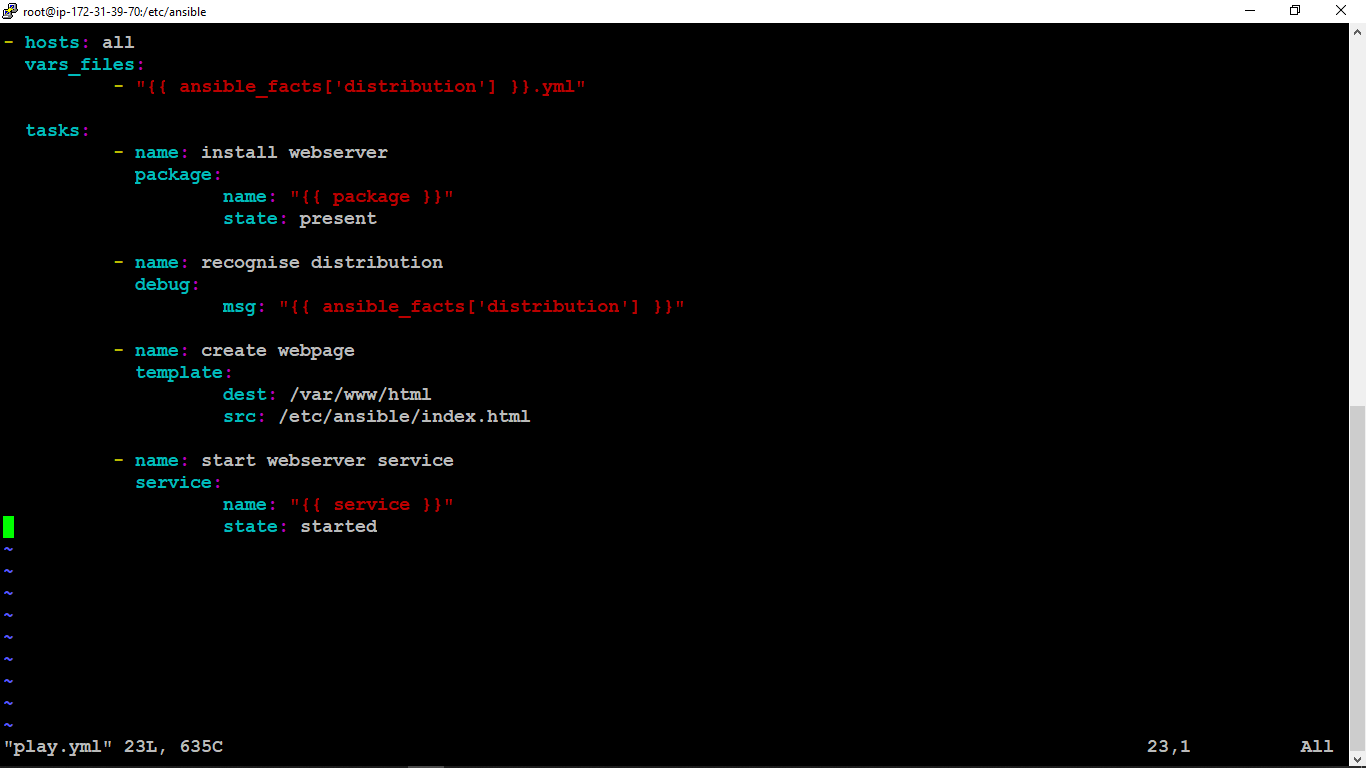 root@ip-172-31-39-70:/etc/ansible
- hosts: all
  vars_files:
          - "{{ ansible_facts['distribution'] }}.yml"

  tasks:
          - name: install webserver
            package:
                    name: "{{ package }}"
                    state: present

          - name: recognise distribution
            debug:
                    msg: "{{ ansible_facts['distribution'] }}"

          - name: create webpage
            template:
                    dest: /var/www/html
                    src: /etc/ansible/index.html

          - name: start webserver service
            service:
                    name: "{{ service }}"
                    state: started
~
~
~
~
~
~
~
~
~
"play.yml" 23L, 635C 23,1 All